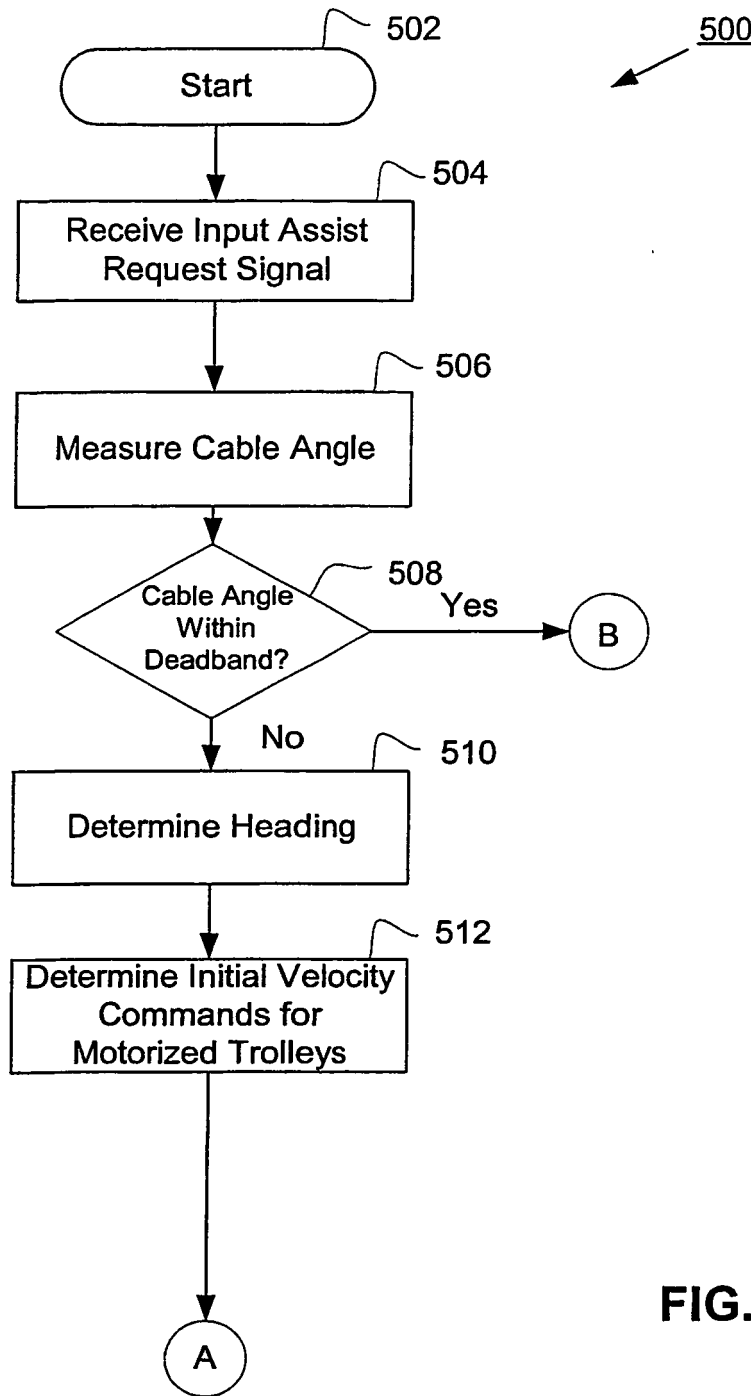 502
500
Start
504
Receive Input Assist
Request Signal
506
Measure Cable Angle
508
Cable Angle
Within
Deadband?
Yes
B
No
510
Determine Heading
512
Determine Initial Velocity
Commands for
Motorized Trolleys
FIG.
A